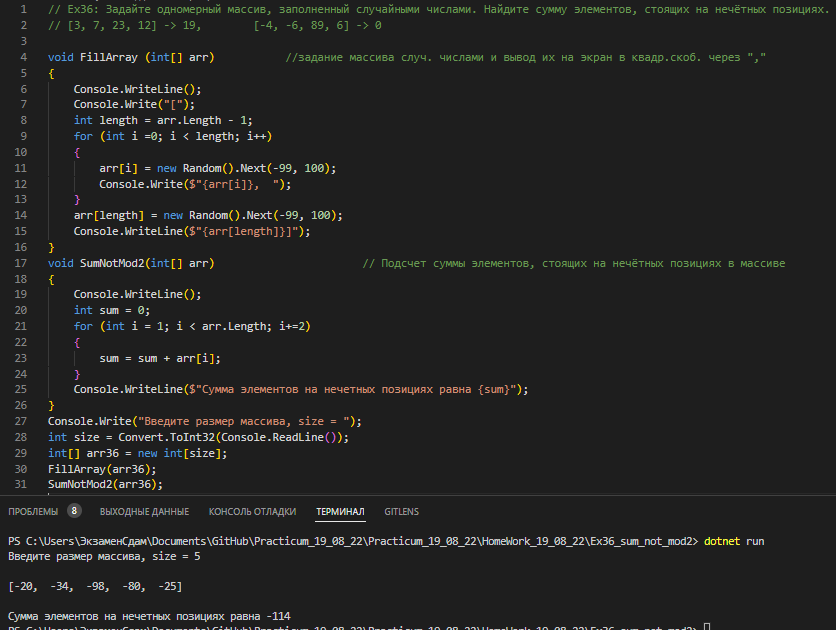 1 // Ex36: Задайте одномерный массив, заполненный случайными числами. Найдите сумму элементов, стоящих на нечётных позициях.
2 // [3, 7, 23, 12] -> 19, [-4, -6, 89, 6] -> 0
3
4 void FillArray (int[] arr) //задание массива случ. числами и вывод их на экран в квадр.скоб. через ","
5 {
6 Console.WriteLine();
7 Console.Write("[");
8 int length = arr.Length - 1;
9 for (int i =0; i < length; i++)
10 {
11 arr[i] = new Random().Next(-99, 100);
12 Console.Write($"{arr[i]},  ");
13 }
14 arr[length] = new Random().Next(-99, 100);
15 Console.WriteLine($"{arr[length]}]");
16 }
17 void SumNotMod2(int[] arr) // Подсчет суммы элементов, стоящих на нечётных позициях в массиве
18 {
19 Console.WriteLine();
20 int sum = 0;
21 for (int i = 1; i < arr.Length; i+=2)
22 {
23 sum = sum + arr[i];
24 }
25 Console.WriteLine($"Сумма элементов на нечетных позициях равна {sum}");
26 }
27 Console.Write("Введите размер массива, size = ");
28 int size = Convert.ToInt32(Console.ReadLine());
29 int[] arr36 = new int[size];
30 FillArray(arr36);
31 SumNotMod2(arr36);
ПРОБЛЕМЫ 8 ВЫХОДНЫЕ ДАННЫЕ КОНСОЛЬ ОТЛАДКИ ТЕРМИНАЛ GITLENS
PS C:\Users\ЭкзаменСдам\Documents\GitHub\Practicum_19_08_22\Practicum_19_08_22\HomeWork_19_08_22\Ex36_sum_not_mod2> dotnet run
Введите размер массива, size = 5
[-20,  -34,  -98,  -80,  -25]
Сумма элементов на нечетных позициях равна -114
PS C:\Users\ЭкзаменСдам\Documents\GitHub\Practicum_19_08_22\Practicum_19_08_22\HomeWork_19_08_22\Ex36_sum_not_mod2>